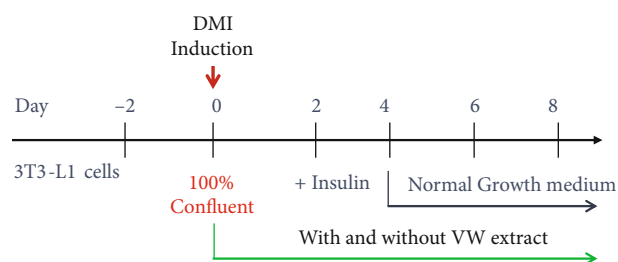 DMI
Induction
Day −2 0 2 4 6 8
3T3-L1 cells
100%
Confluent
+ Insulin
Normal Growth medium
With and without VW extract